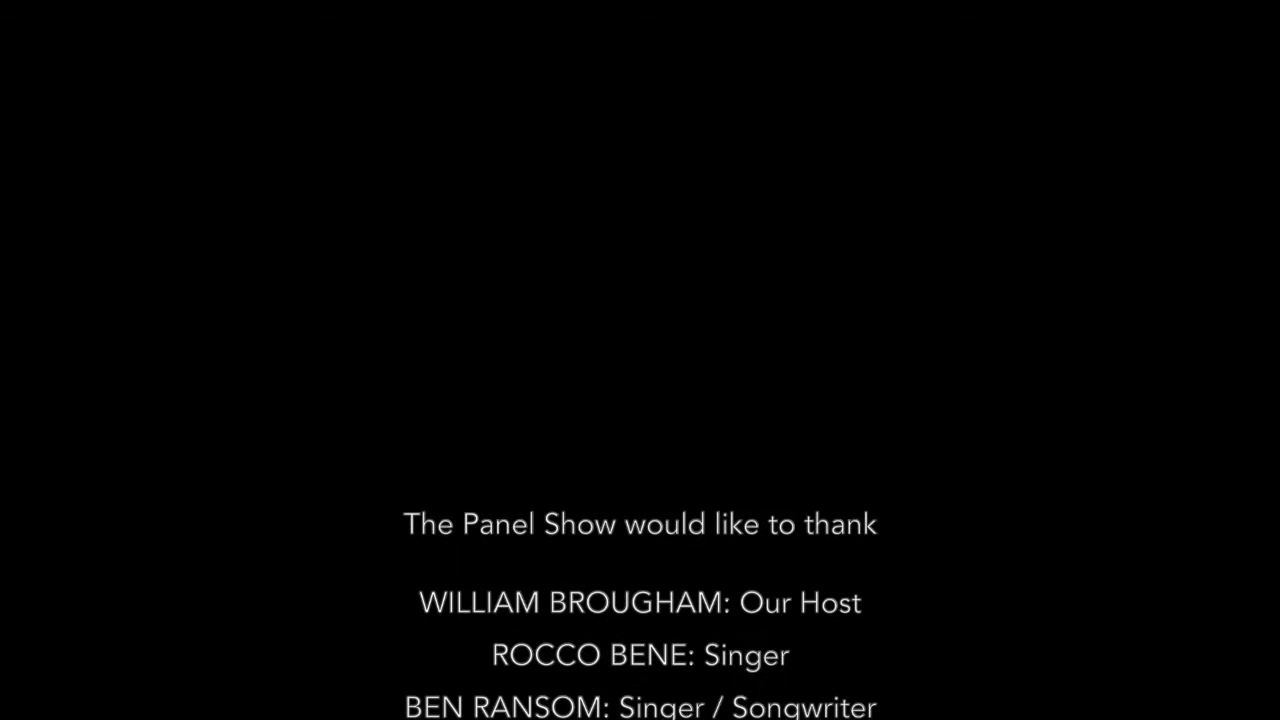 The Panel Show would like to thank
WILLIAM BROUGHAM: Our Host
ROCCO BENE: Singer
BEN RANSOM: Singer / Songwriter